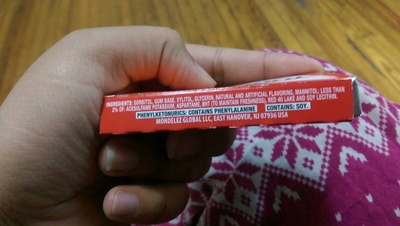 INGREDIENTS: SORBITOL, GUM BASE, XYLITOL, GLYCERIN, NATURAL AND ARTIFICIAL FLAVORING, MANNITOL; LESS THAN
2% OF: ACESULFAME POTASSIUM, ASPARTAME, BHT (TO MAINTAIN FRESHNESS), RED 40 LAKE AND SOY LECITHIN.
PHENYLKETONURICS: CONTAINS PHENYLALANINE CONTAINS: SOY.
MONDELEZ GLOBAL LLC, EAST HANOVER, NJ 07936 USA